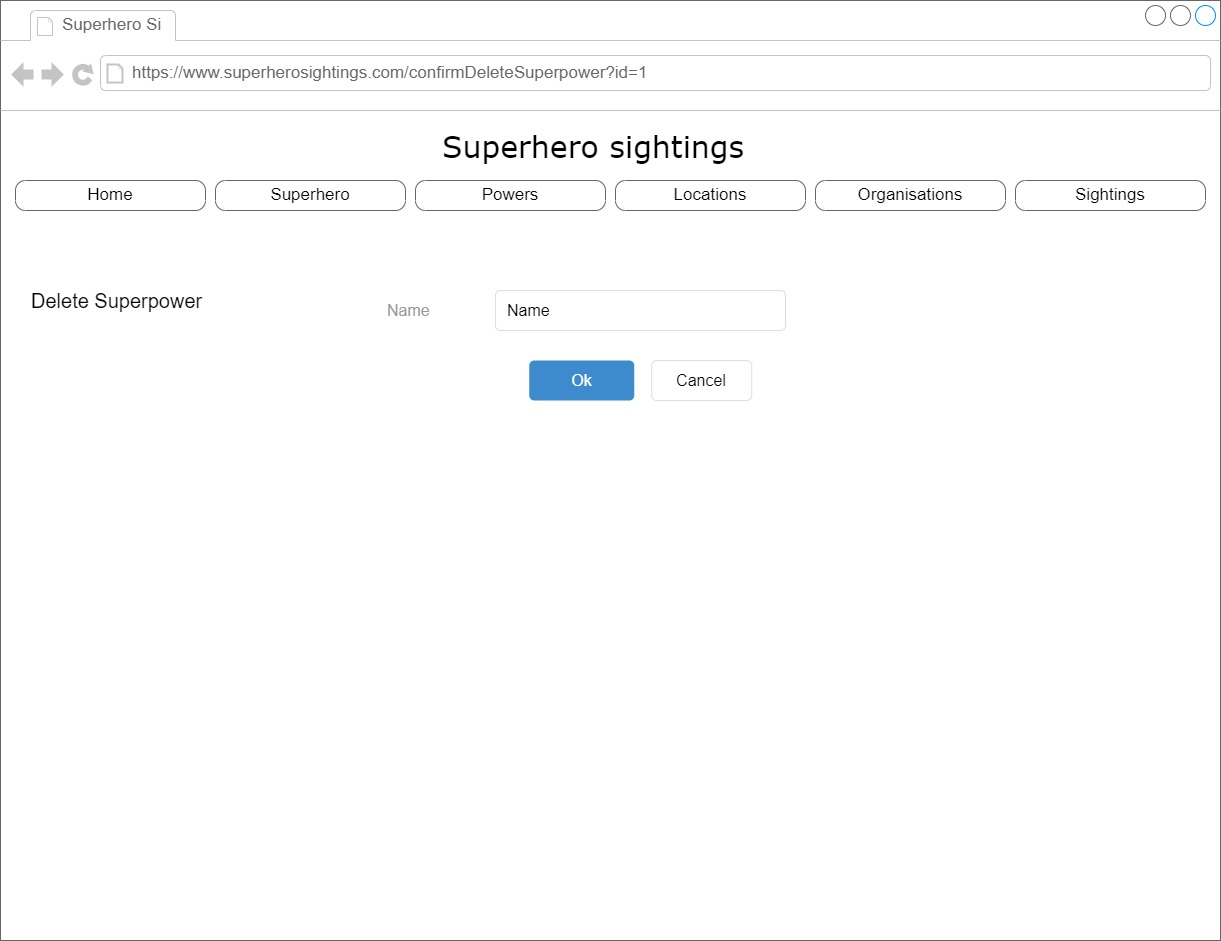 Superhero Si
https://www.superherosightings.com/confirmDeleteSuperpower?id=1
Superhero sightings
Home Superhero Powers Locations Organisations Sightings
Delete Superpower Name Name
Ok Cancel